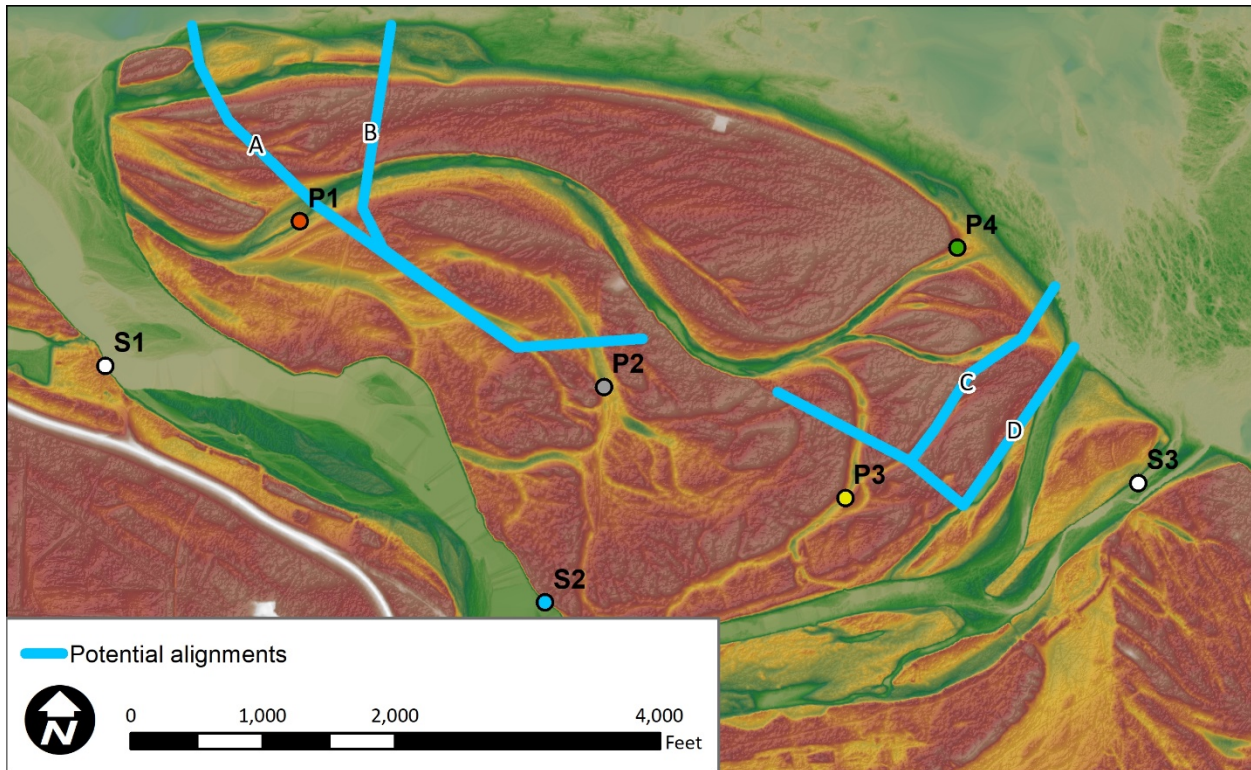 B
A
P1
P4
S1
P2
C
D
S3
P3
S2
Potential alignments
N
0 1,000 2,000 4,000
Feet